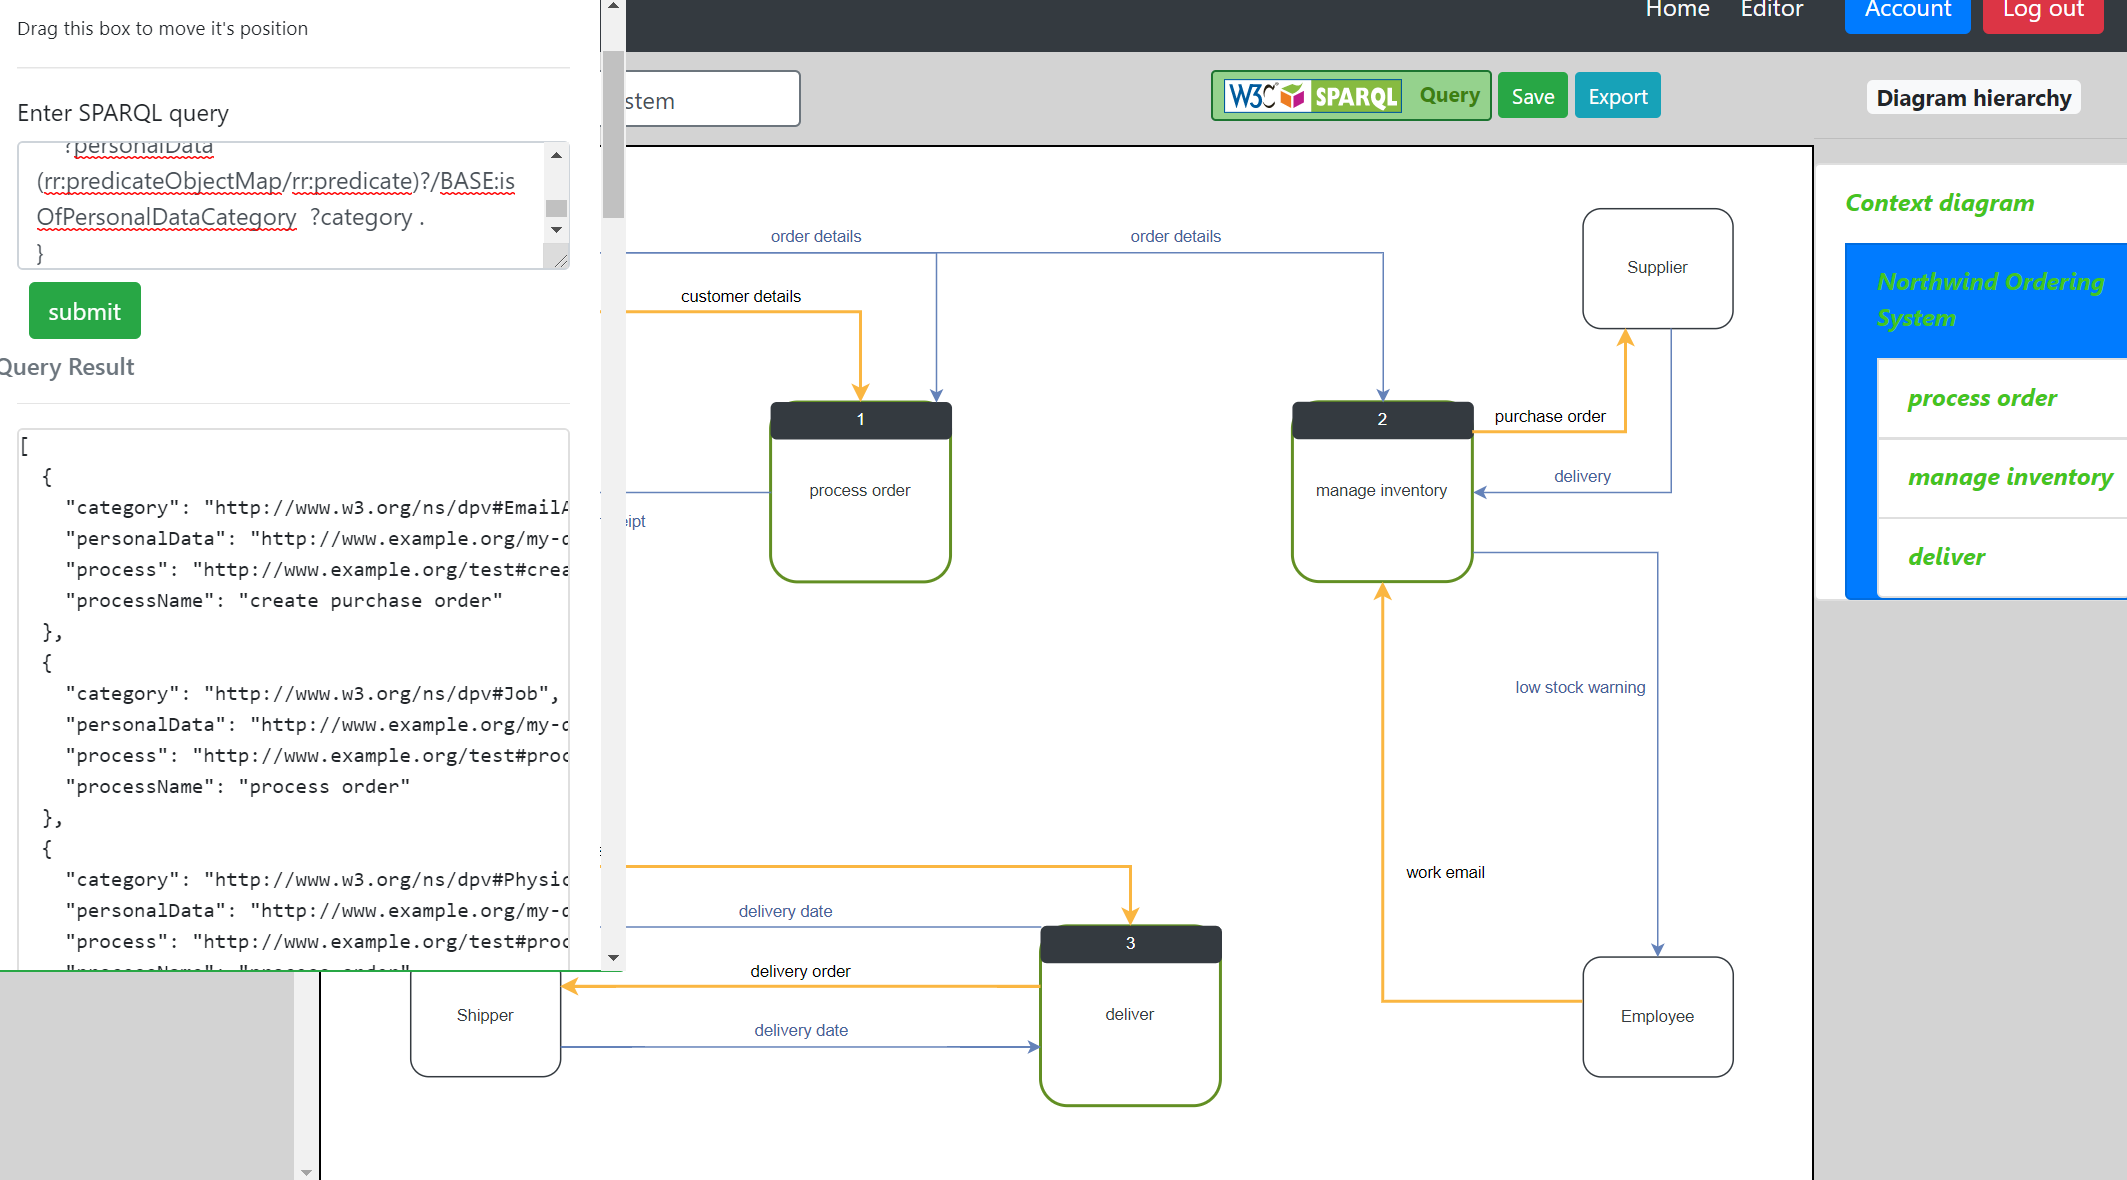 Home Editor Account Log out
Drag this box to move it's position
Enter SPARQL query
?personalData
(rr:predicateObjectMap/rr:predicate)?/BASE:is
OfPersonalDataCategory ?category .
}
submit
Query Result
[
{
"category": "http://www.w3.org/ns/dpv#EmailA
"personalData": "http://www.example.org/my-d
"process": "http://www.example.org/test#crea
"processName": "create purchase order"
},
{
"category": "http://www.w3.org/ns/dpv#Job",
"personalData": "http://www.example.org/my-d
"process": "http://www.example.org/test#proc
"processName": "process order"
},
{
"category": "http://www.w3.org/ns/dpv#Physic
"personalData": "http://www.example.org/my-d
"process": "http://www.example.org/test#proc
"processName": "process order"
stem
W3C SPARQL Query
Save
Export
Diagram hierarchy
Context diagram
Northwind Ordering
System
process order
manage inventory
deliver
order details
order details
customer details
Supplier
1
process order
2
manage inventory
purchase order
delivery
eipt
low stock warning
work email
delivery date
3
deliver
delivery order
Shipper
delivery date
Employee